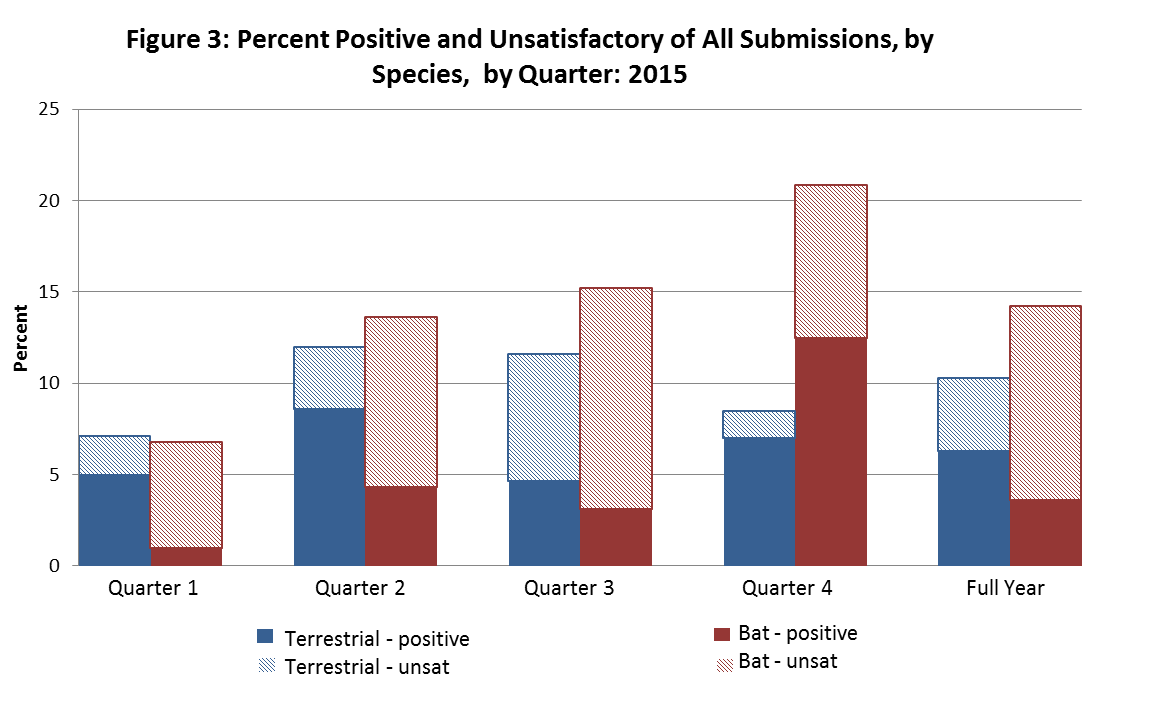 Figure 3: Percent Positive and Unsatisfactory of All Submissions, by
Species,  by Quarter: 2015
25
20
15
10
5
0
Percent
Quarter 1
Quarter 2
Quarter 3
Quarter 4
Full Year
Terrestrial - positive
Terrestrial - unsat
Bat - positive
Bat - unsat